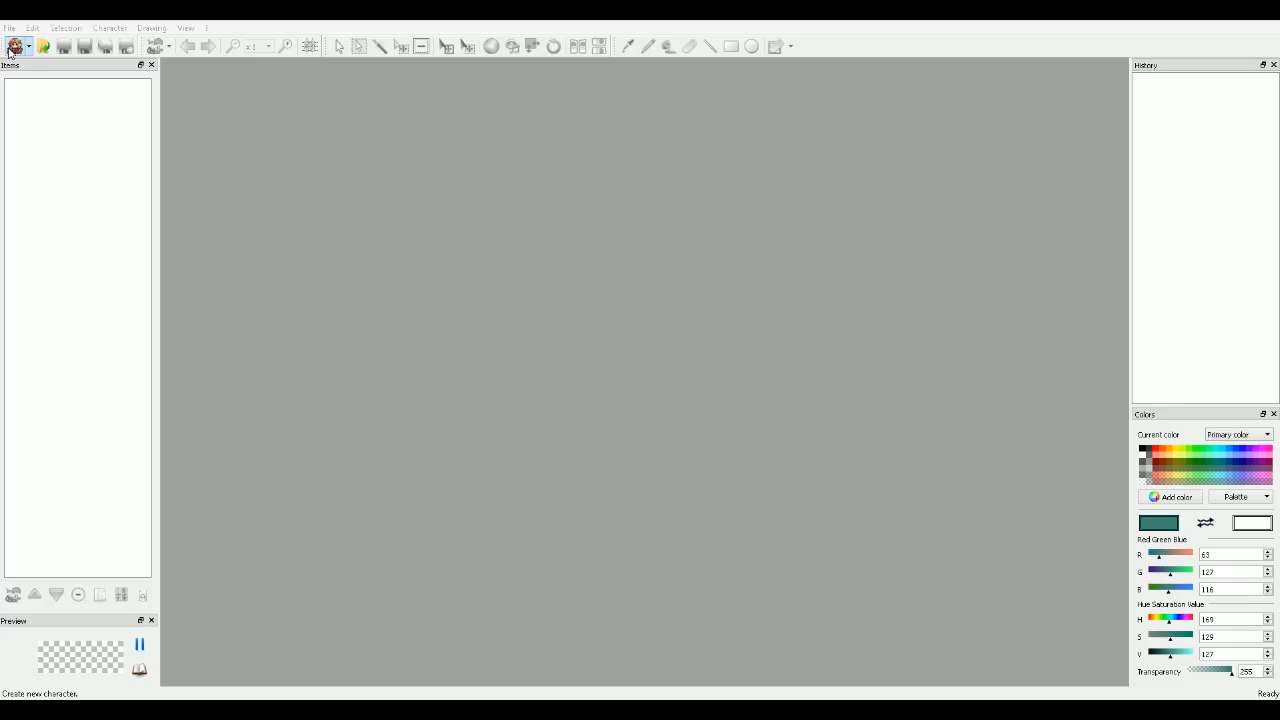 File Edit Selection Character Drawing View ?
x 1
Items
History
Colors
Current color Primary color
Add color Palette
Red Green Blue
R 63
G 127
B 116
Hue Saturation Value
H 169
S 129
V 127
Transparency 255
Preview
Create new character. Ready